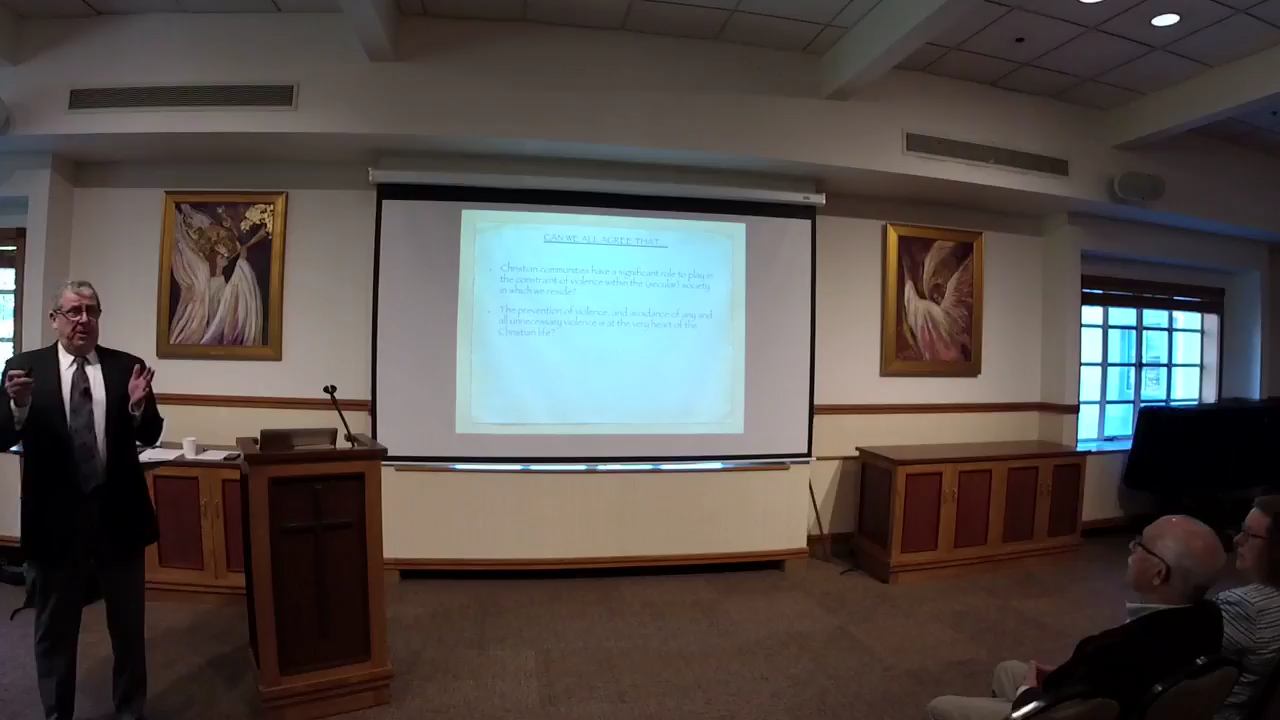 CAN WE ALL AGREE THAT...
• Christian communities have a significant role to play in
the constraint of violence within the (secular) society
in which we reside?
• The prevention of violence, and avoidance of any and
all unnecessary violence is at the very heart of the
Christian life?